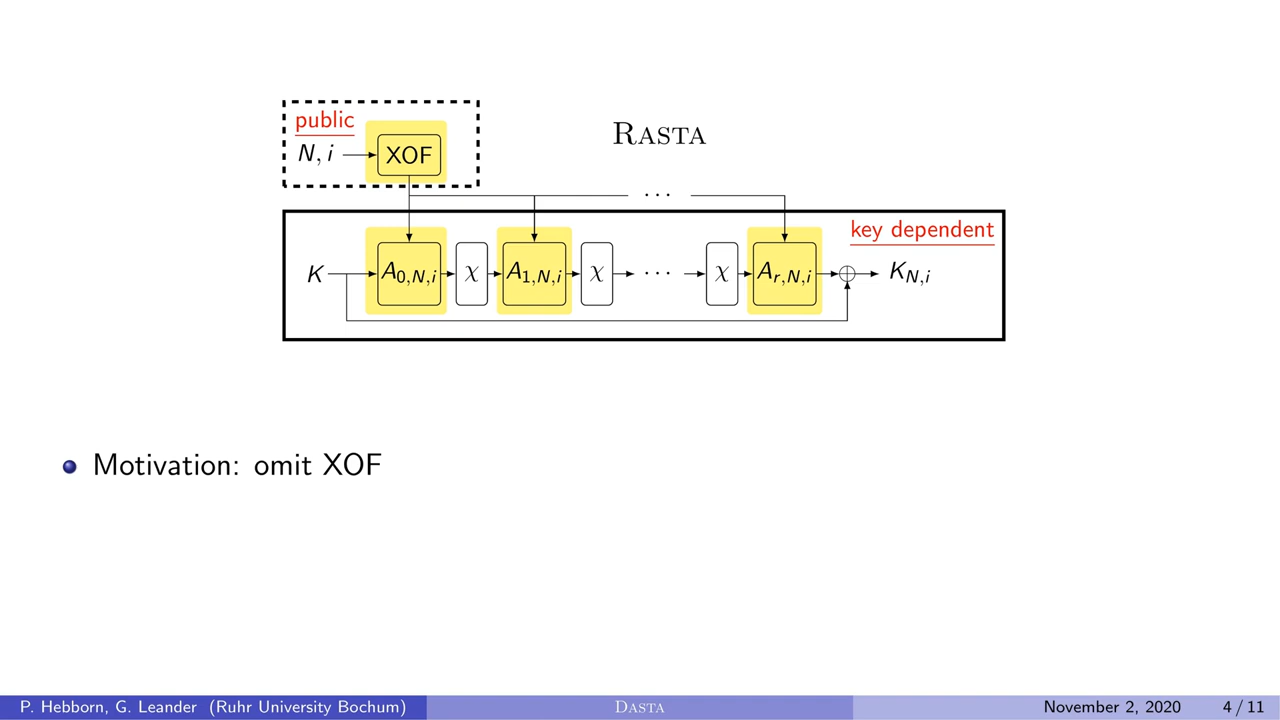 public
RASTA
N, i
XOF
· · ·
key dependent
K
A0,N,i
χ
A1,N,i
χ
· · ·
χ
Ar,N,i
KN,i
Motivation: omit XOF
P. Hebborn, G. Leander (Ruhr University Bochum)
DASTA
November 2, 2020
4 / 11